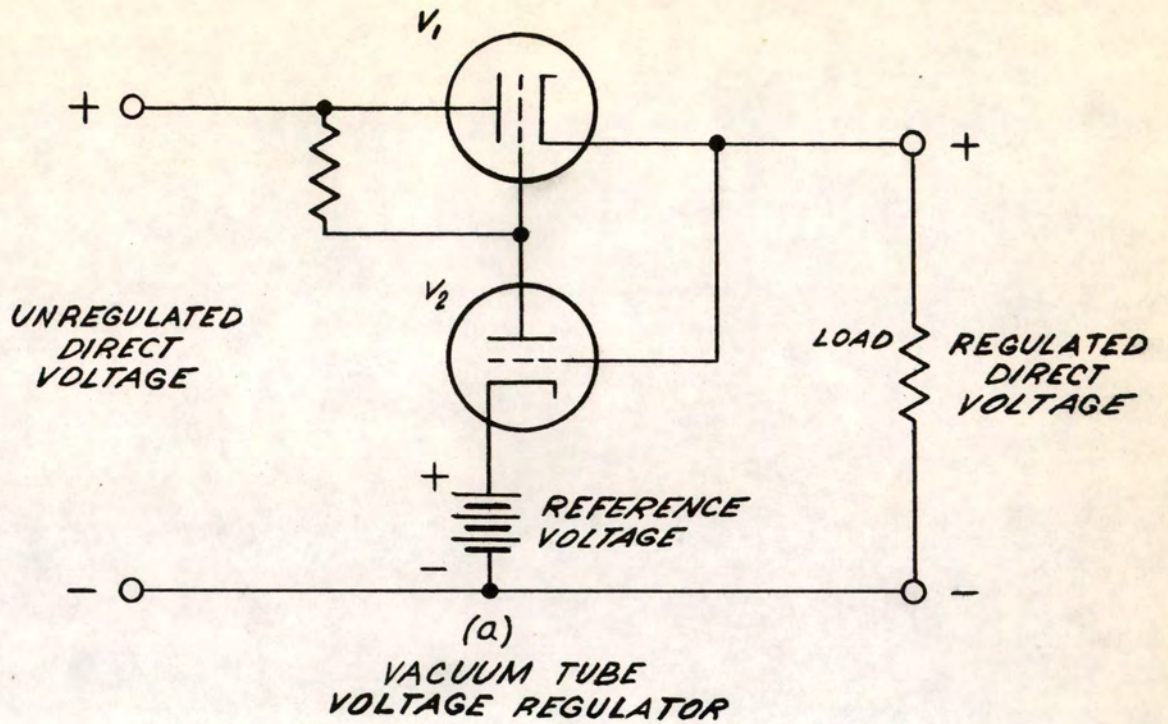 V1
+
+
V2
UNREGULATED
DIRECT
VOLTAGE
LOAD
REGULATED
DIRECT
VOLTAGE
+
REFERENCE
VOLTAGE
-
-
-
(a)
VACUUM TUBE
VOLTAGE REGULATOR